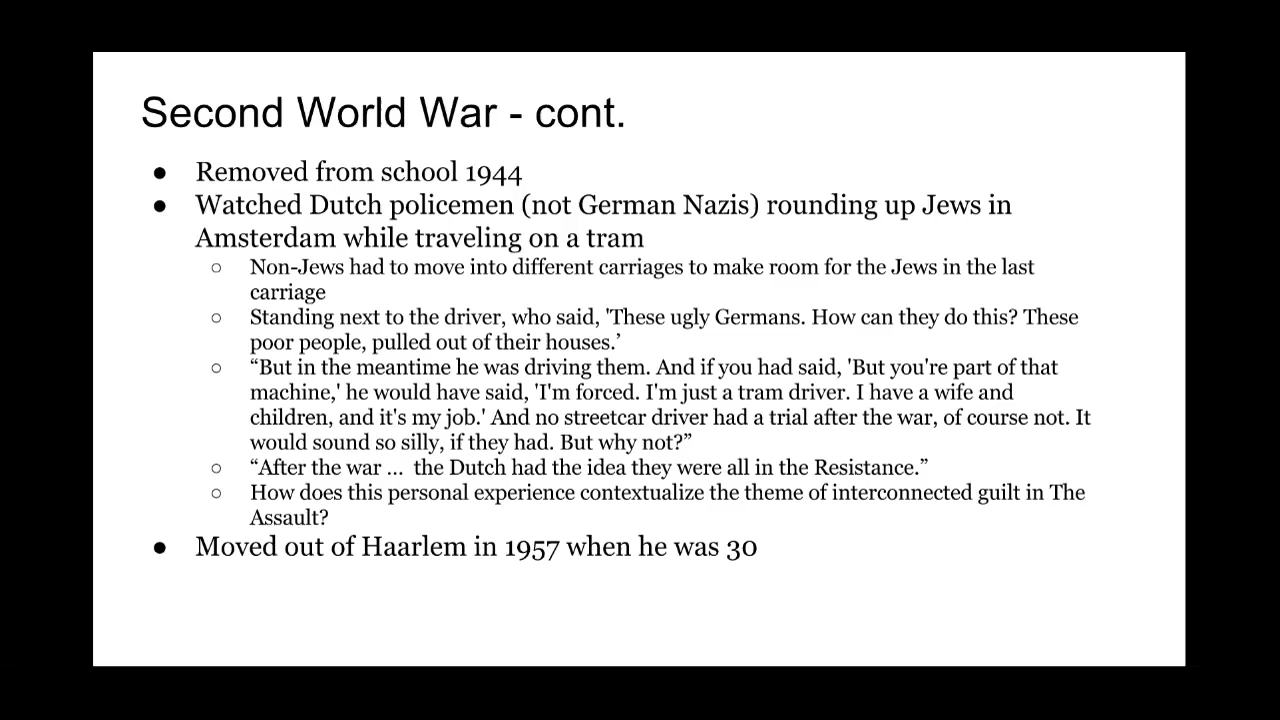 Second World War - cont.
● Removed from school 1944
● Watched Dutch policemen (not German Nazis) rounding up Jews in
Amsterdam while traveling on a tram
○ Non-Jews had to move into different carriages to make room for the Jews in the last
carriage
○ Standing next to the driver, who said, 'These ugly Germans. How can they do this? These
poor people, pulled out of their houses.’
○ “But in the meantime he was driving them. And if you had said, 'But you're part of that
machine,' he would have said, 'I'm forced. I'm just a tram driver. I have a wife and
children, and it's my job.' And no streetcar driver had a trial after the war, of course not. It
would sound so silly, if they had. But why not?”
○ “After the war ... the Dutch had the idea they were all in the Resistance.”
○ How does this personal experience contextualize the theme of interconnected guilt in The
Assault?
● Moved out of Haarlem in 1957 when he was 30